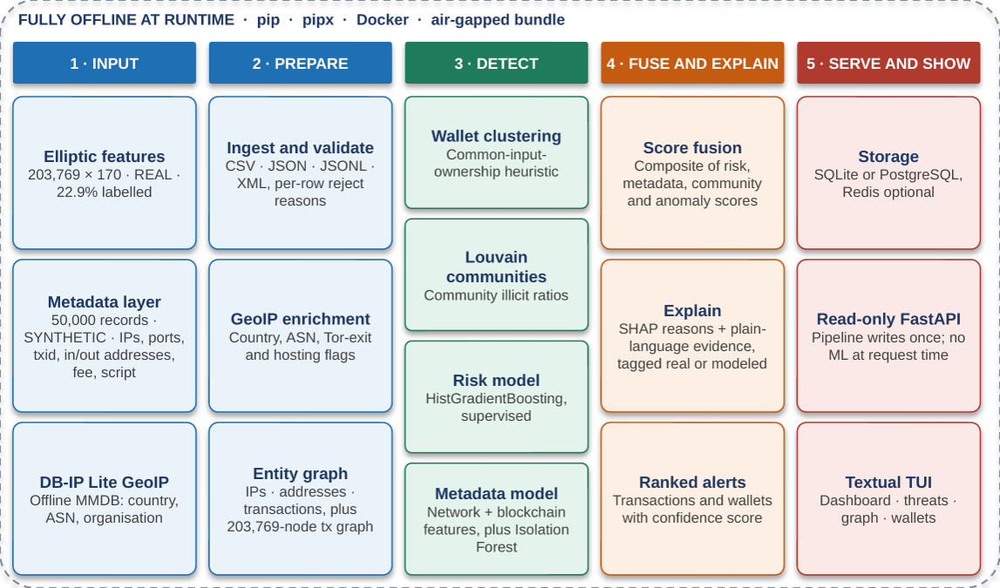 FULLY OFFLINE AT RUNTIME · pip · pipx · Docker · air-gapped bundle
1 · INPUT
Elliptic features
203,769 × 170 · REAL ·
22.9% labelled
Metadata layer
50,000 records ·
SYNTHETIC · IPs, ports,
txid, in/out addresses,
fee, script
DB-IP Lite GeoIP
Offline MMDB: country,
ASN, organisation
2 · PREPARE
Ingest and validate
CSV · JSON · JSONL ·
XML, per-row reject
reasons
GeoIP enrichment
Country, ASN, Tor-exit
and hosting flags
Entity graph
IPs · addresses ·
transactions, plus
203,769-node tx graph
3 · DETECT
Wallet clustering
Common-input-
ownership heuristic
Louvain
communities
Community illicit ratios
Risk model
HistGradientBoosting,
supervised
Metadata model
Network + blockchain
features, plus Isolation
Forest
4 · FUSE AND EXPLAIN
Score fusion
Composite of risk,
metadata, community
and anomaly scores
Explain
SHAP reasons + plain-
language evidence,
tagged real or modeled
Ranked alerts
Transactions and wallets
with confidence score
5 · SERVE AND SHOW
Storage
SQLite or PostgreSQL,
Redis optional
Read-only FastAPI
Pipeline writes once; no
ML at request time
Textual TUI
Dashboard · threats ·
graph · wallets